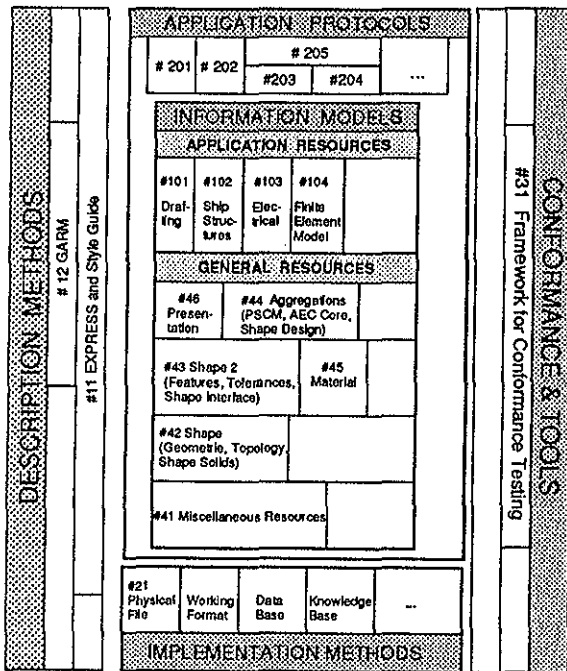 APPLICATION PROTOCOLS
# 201
# 202
# 205
#203
#204
...
INFORMATION MODELS
APPLICATION RESOURCES
#101
Draf-
ting
#102
Ship
Struc-
tures
#103
Elec-
trical
#104
Finite
Element
Model
GENERAL RESOURCES
#46
Presen-
tation
#44 Aggregations
(PSCM, AEC Core,
Shape Design)
#43 Shape 2
(Features, Tolerances,
Shape Interface)
#45
Material
#42 Shape
(Geometrie, Topology,
Shape Solids)
#41 Miscellaneous Resources
#21
Physical
File
Working
Format
Data
Base
Knowledge
Base
...
IMPLEMENTATION METHODS
DESCRIPTION METHODS
# 12 GARM
#11 EXPRESS and Style Guide
#31 Framework for Conformance Testing
CONFORMANCE & TOOLS